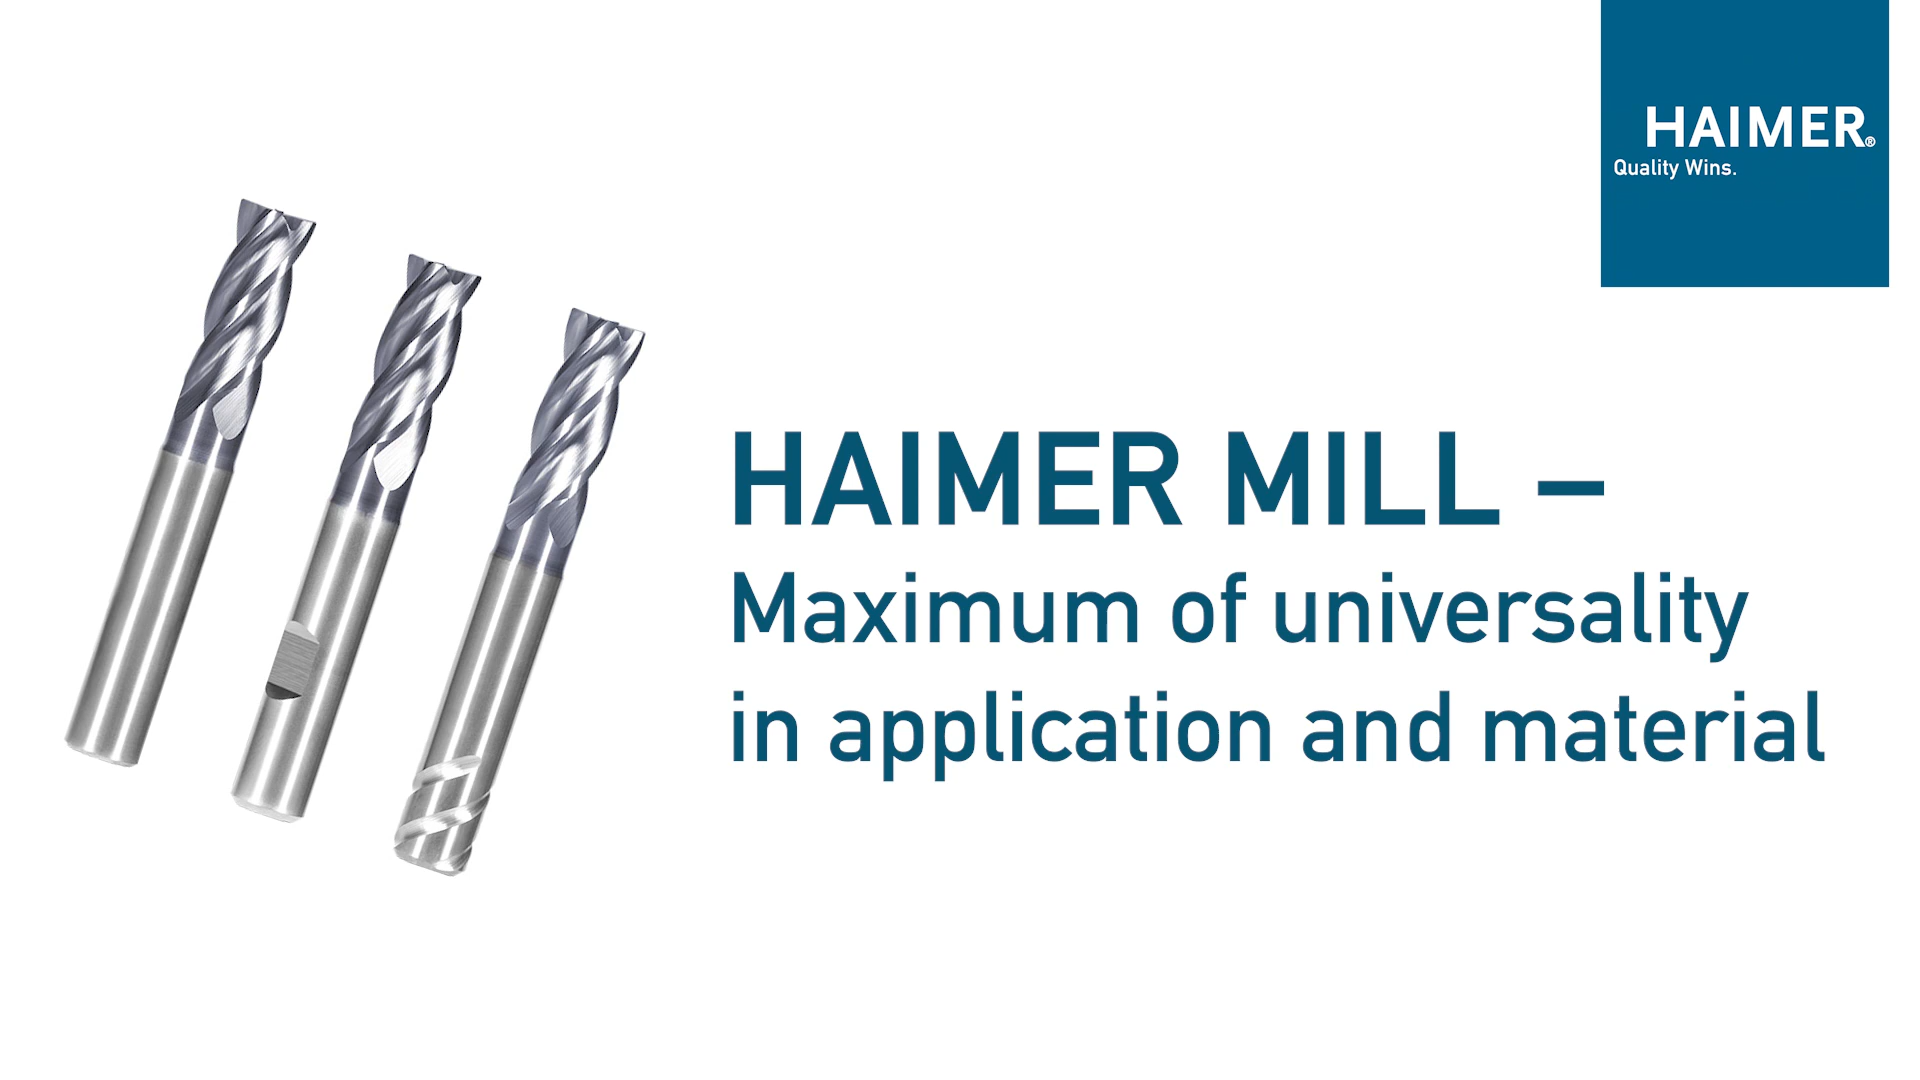 HAIMER®
Quality Wins.
HAIMER MILL –
Maximum of universality
in application and material